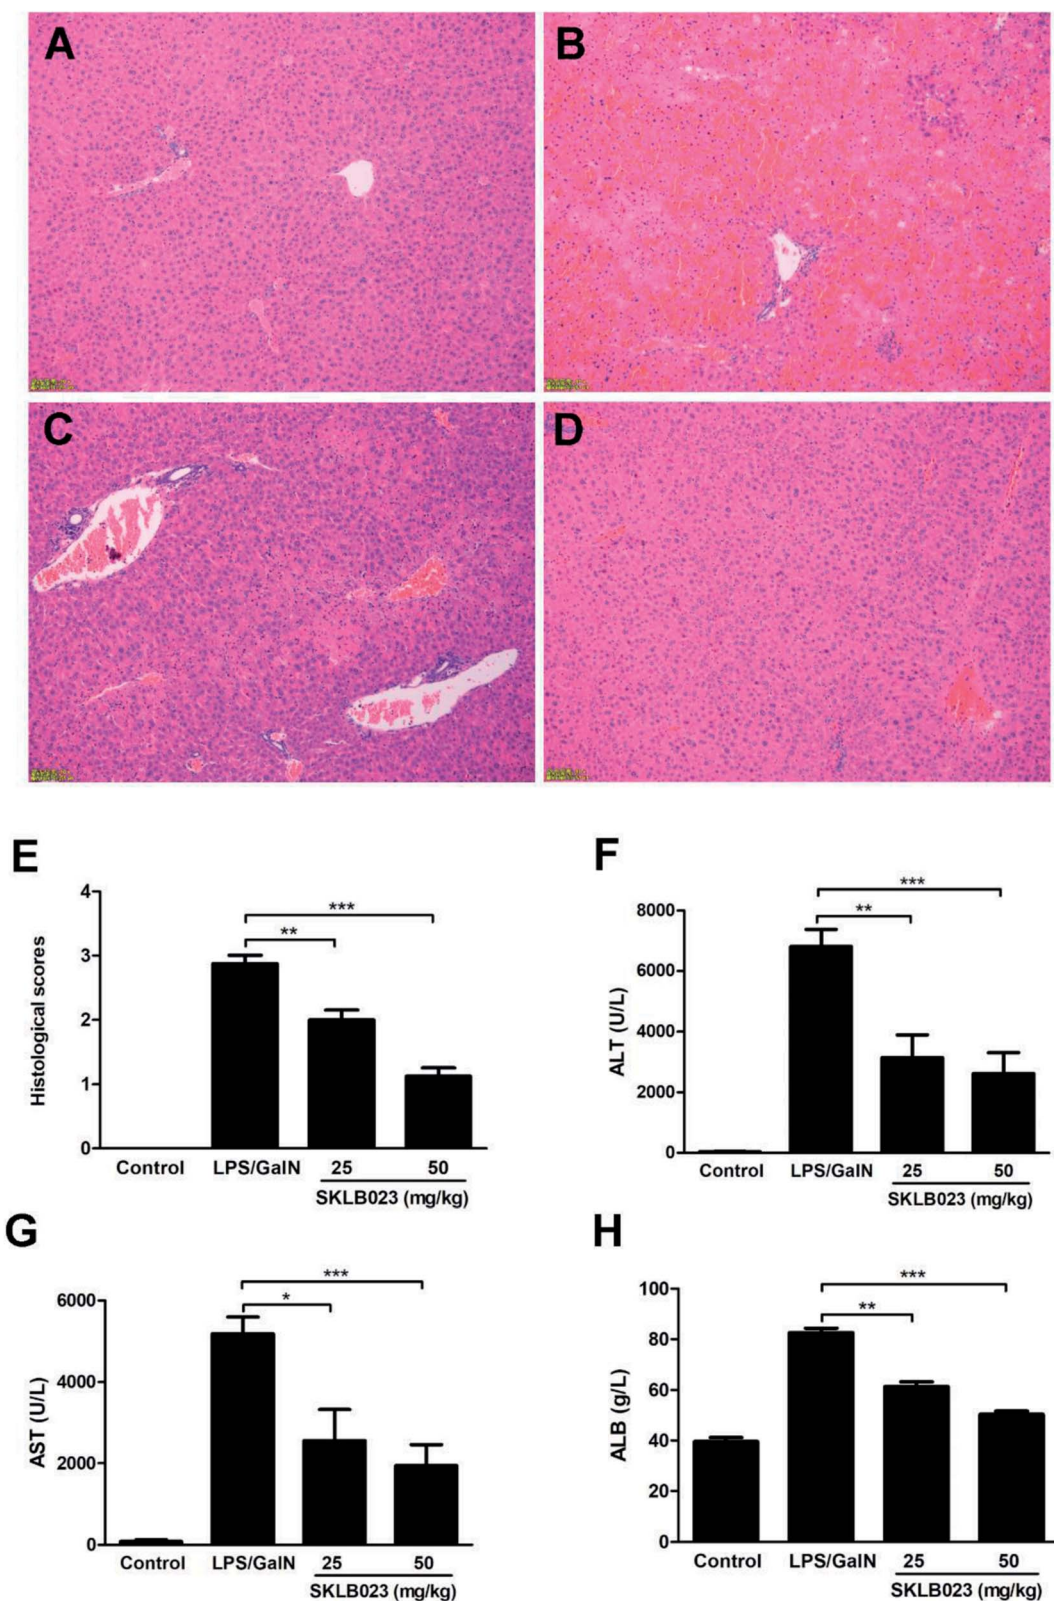 A
B
C
D
E
Histological scores
4
3
2
1
0
***
**
Control
LPS/GalN
25
50
SKLB023 (mg/kg)
F
ALT (U/L)
8000
6000
4000
2000
0
***
**
Control
LPS/GalN
25
50
SKLB023 (mg/kg)
G
AST (U/L)
6000
4000
2000
0
***
*
Control
LPS/GalN
25
50
SKLB023 (mg/kg)
H
ALB (g/L)
100
80
60
40
20
0
***
**
Control
LPS/GalN
25
50
SKLB023 (mg/kg)